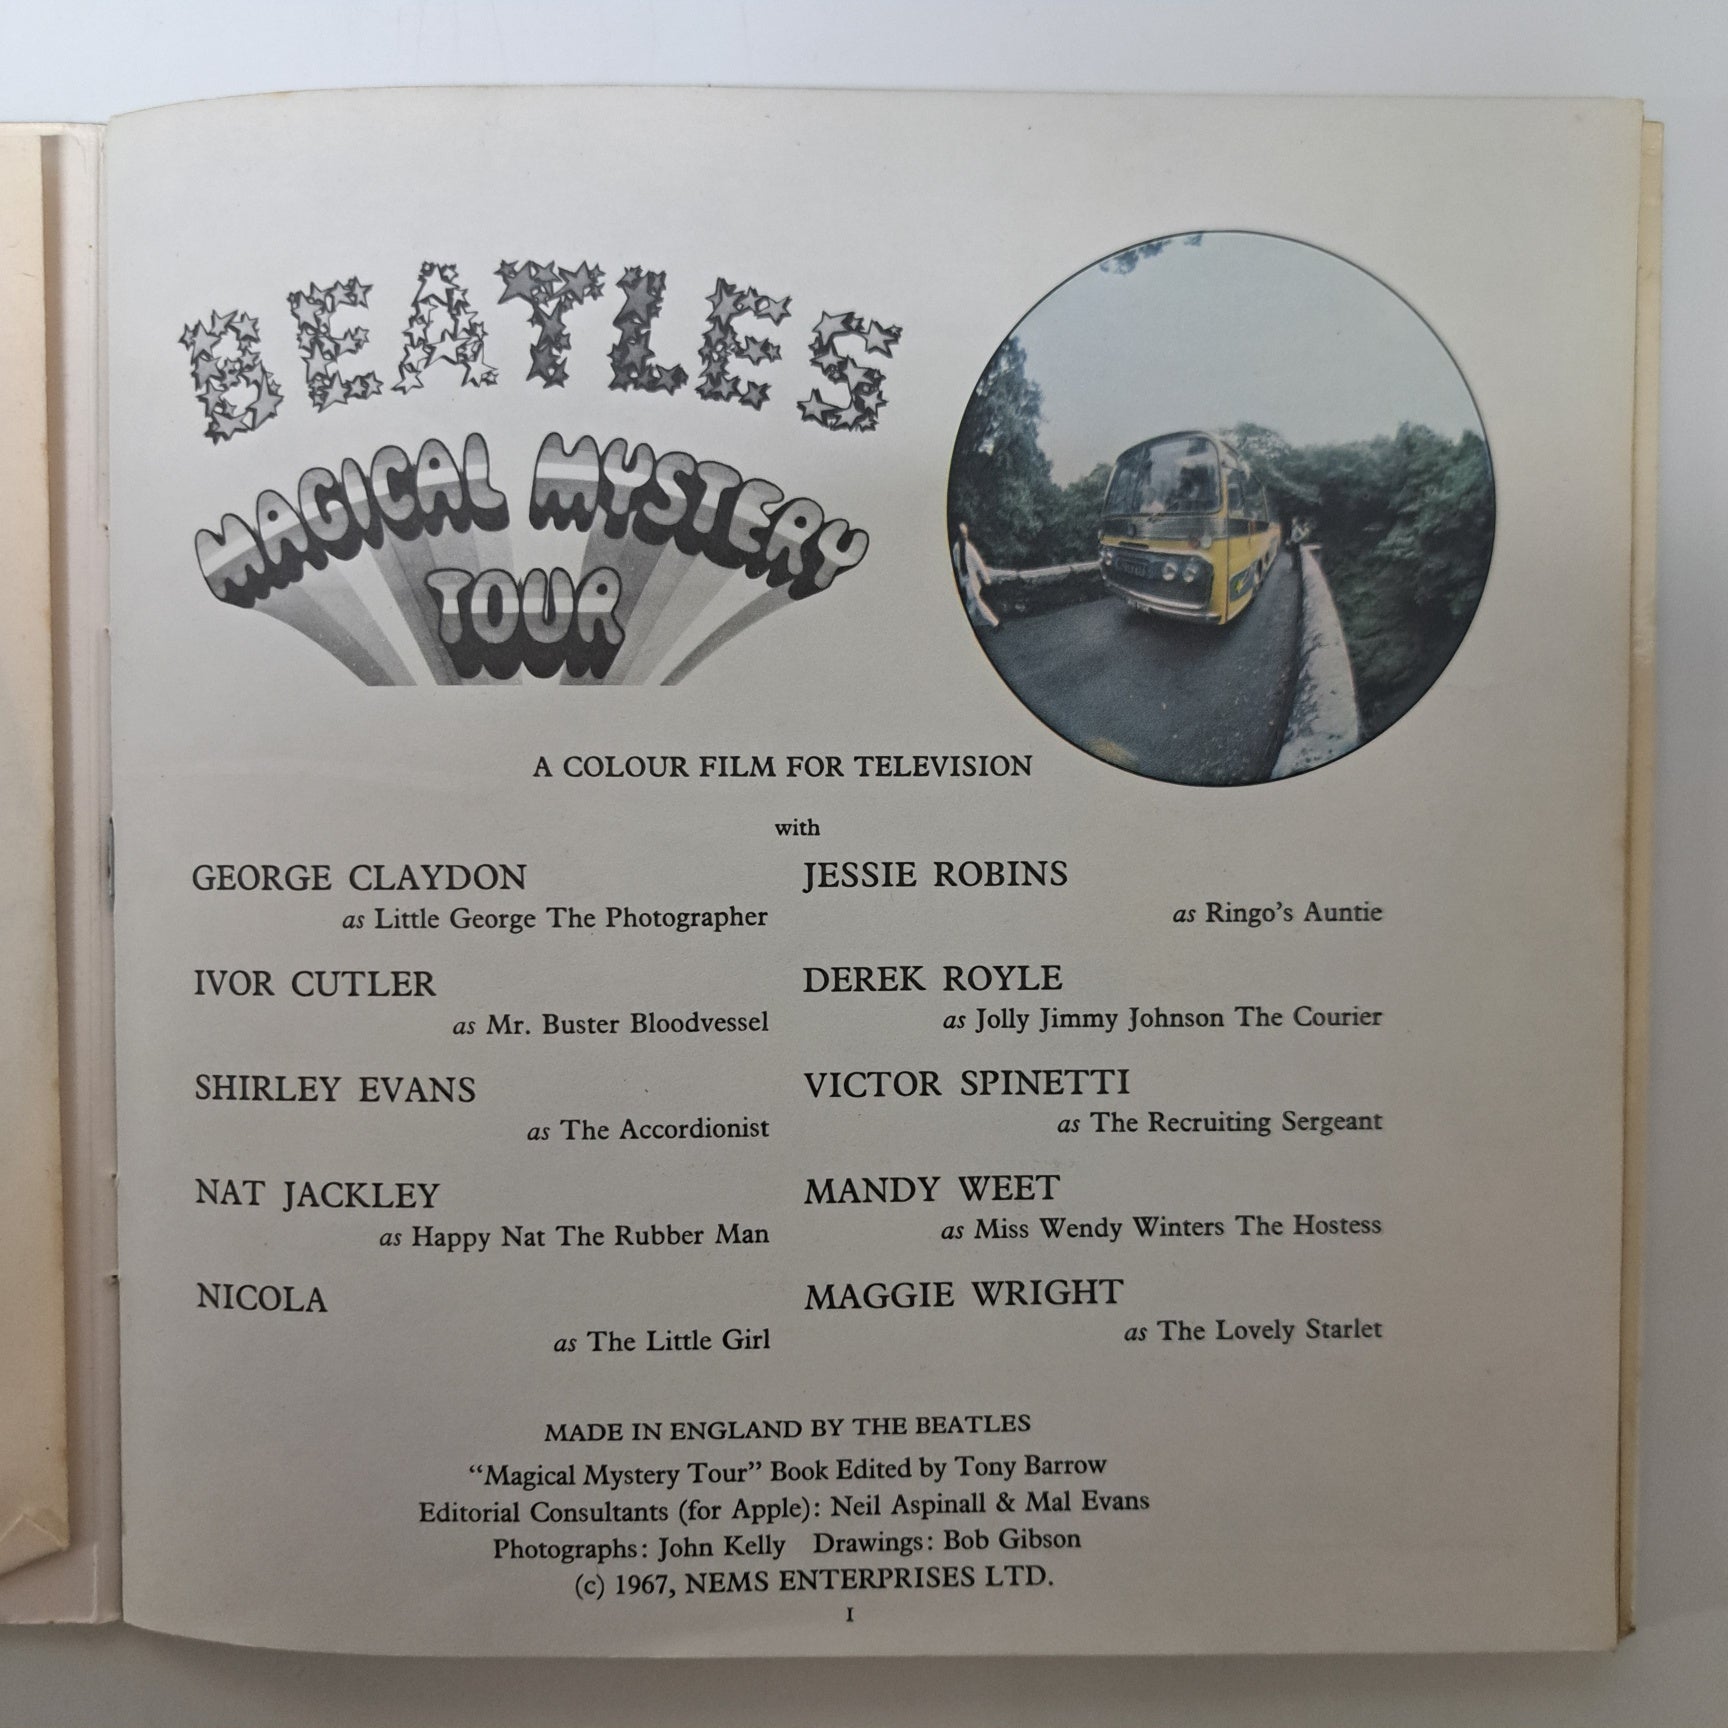 BEATLES
MAGICAL MYSTERY
TOUR
A COLOUR FILM FOR TELEVISION
with
GEORGE CLAYDON
as Little George The Photographer
IVOR CUTLER
as Mr. Buster Bloodvessel
SHIRLEY EVANS
as The Accordionist
NAT JACKLEY
as Happy Nat The Rubber Man
NICOLA
as The Little Girl
JESSIE ROBINS
as Ringo's Auntie
DEREK ROYLE
as Jolly Jimmy Johnson The Courier
VICTOR SPINETTI
as The Recruiting Sergeant
MANDY WEET
as Miss Wendy Winters The Hostess
MAGGIE WRIGHT
as The Lovely Starlet
MADE IN ENGLAND BY THE BEATLES
“Magical Mystery Tour” Book Edited by Tony Barrow
Editorial Consultants (for Apple): Neil Aspinall & Mal Evans
Photographs: John Kelly Drawings: Bob Gibson
(c) 1967, NEMS ENTERPRISES LTD.
1